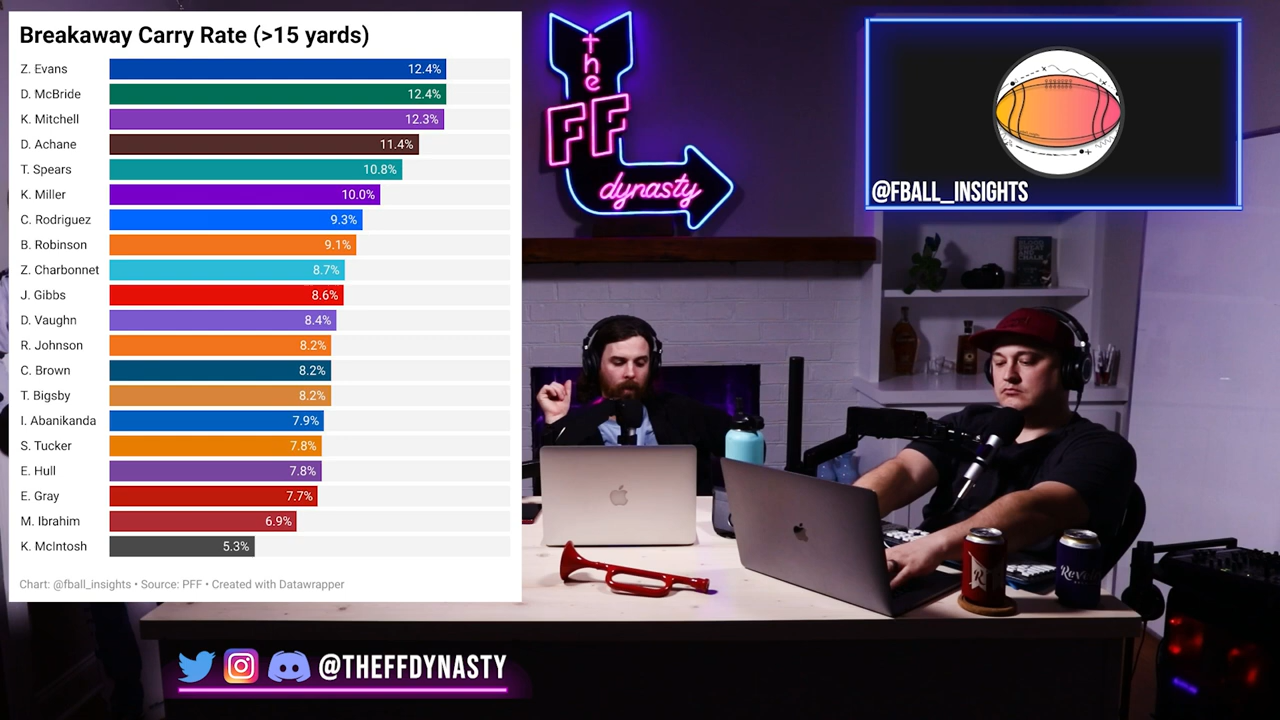 Breakaway Carry Rate (>15 yards)
Z. Evans 12.4%
D. McBride 12.4%
K. Mitchell 12.3%
D. Achane 11.4%
T. Spears 10.8%
K. Miller 10.0%
C. Rodriguez 9.3%
B. Robinson 9.1%
Z. Charbonnet 8.7%
J. Gibbs 8.6%
D. Vaughn 8.4%
R. Johnson 8.2%
C. Brown 8.2%
T. Bigsby 8.2%
I. Abanikanda 7.9%
S. Tucker 7.8%
E. Hull 7.8%
E. Gray 7.7%
M. Ibrahim 6.9%
K. McIntosh 5.3%
Chart: @fball_insights • Source: PFF • Created with Datawrapper
the
FF
dynasty
@FBALL_INSIGHTS
BLOOD
SWEAT
AND
CHALK
@THEFFDYNASTY